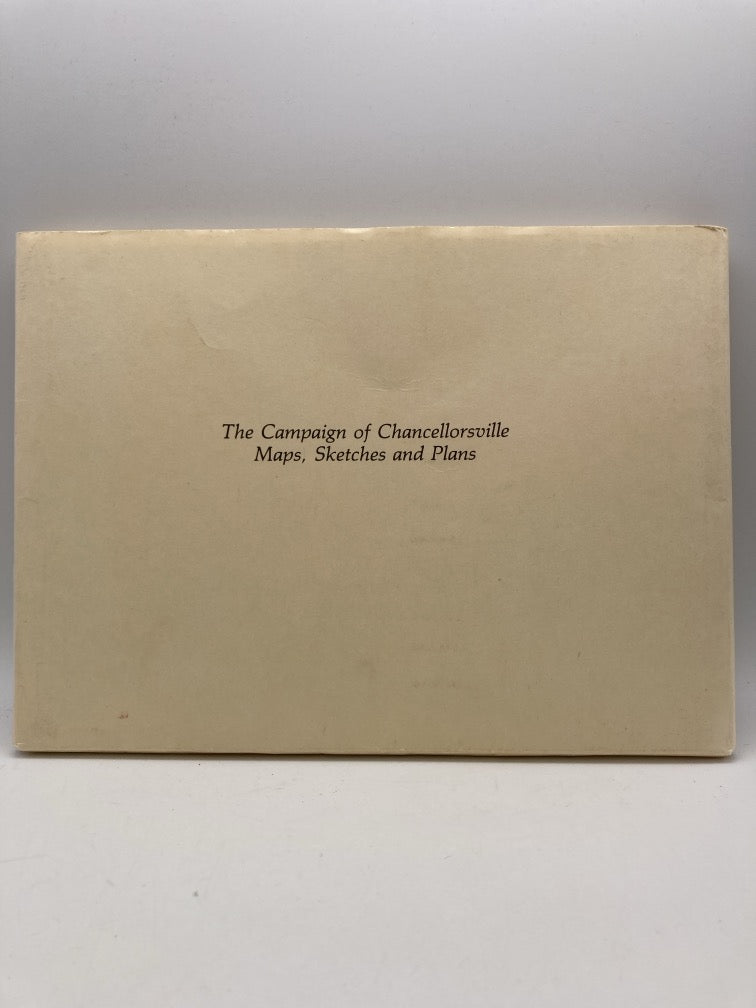 The Campaign of Chancellorsville
Maps, Sketches and Plans